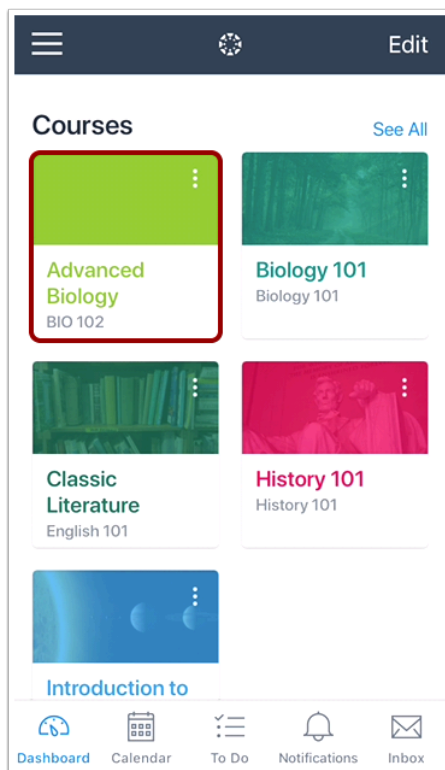 Edit
Courses
See All
Advanced
Biology
BIO 102
Biology 101
Biology 101
Classic
Literature
English 101
History 101
History 101
Introduction to
Dashboard
Calendar
To Do
Notifications
Inbox